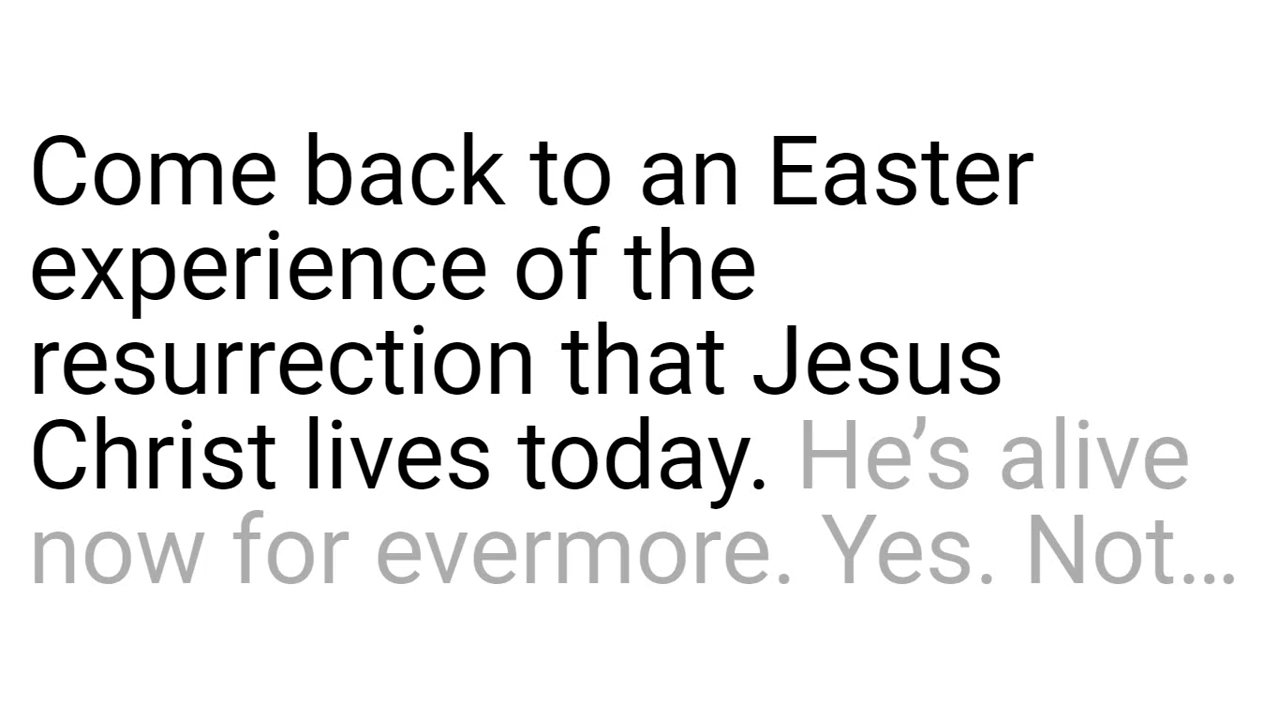 Come back to an Easter
experience of the
resurrection that Jesus
Christ lives today. He’s alive
now for evermore. Yes. Not…